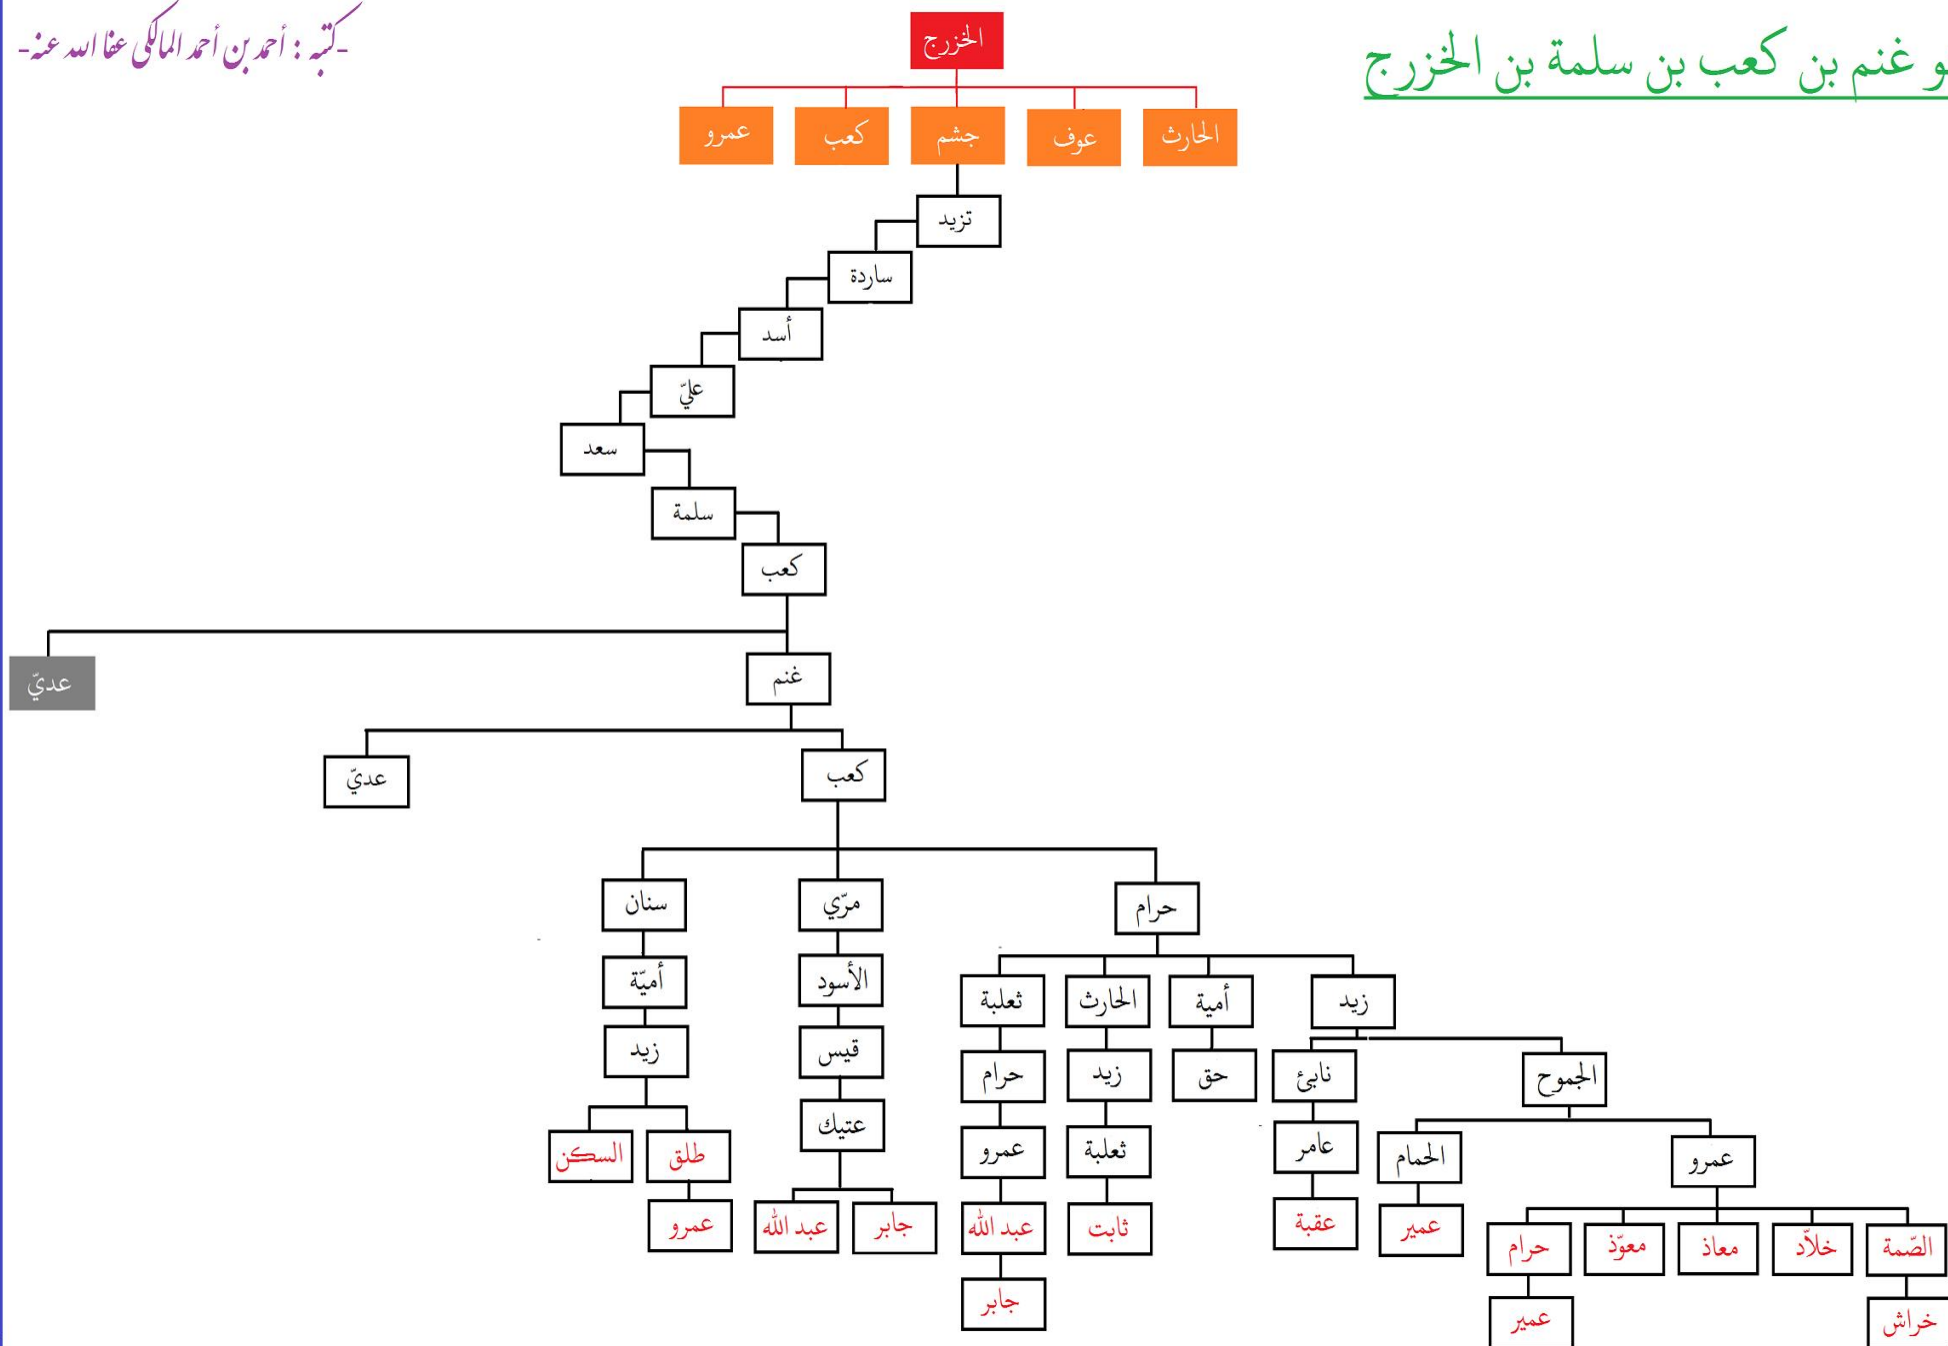 و غنم بن كعب بن سلمة بن الخزرج
-كتبه : أحمد بن أحمد المالكي عفا الله عنه-
الخزرج
الحارث عوف جشم كعب عمرو
تزيد
ساردة
أسد
عليّ
سعد
سلمة
كعب
غنم
عديّ
كعب
عديّ
حرام
مرّي
سنان
زيد أمية الحارث ثعلبة
الأسود
أميّة
الجموح نابئ حق زيد حرام
قيس
زيد
عمرو الحمام عامر ثعلبة عمرو
عتيك
طلق السكن
الصّمة خلاّد معاذ معوّذ حرام عمير عقبة ثابت عبد الله جابر عبد الله عمرو
خراش عمير جابر